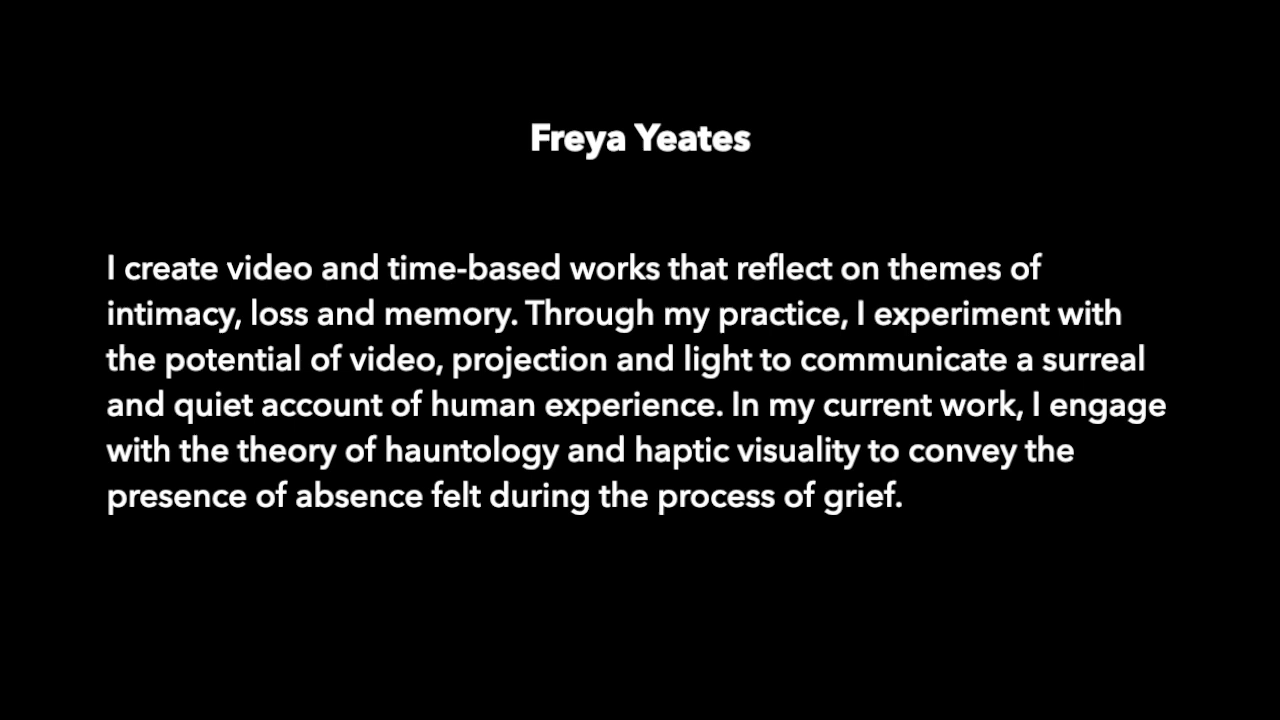 Freya Yeates
I create video and time-based works that reflect on themes of
intimacy, loss and memory. Through my practice, I experiment with
the potential of video, projection and light to communicate a surreal
and quiet account of human experience. In my current work, I engage
with the theory of hauntology and haptic visuality to convey the
presence of absence felt during the process of grief.